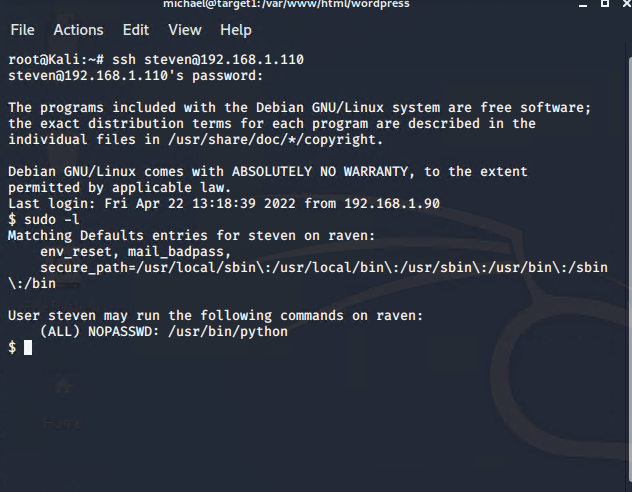 michael@target1:/var/www/html/wordpress
File Actions Edit View Help
root@Kali:~# ssh steven@192.168.1.110
steven@192.168.1.110's password:
The programs included with the Debian GNU/Linux system are free software;
the exact distribution terms for each program are described in the
individual files in /usr/share/doc/*/copyright.
Debian GNU/Linux comes with ABSOLUTELY NO WARRANTY, to the extent
permitted by applicable law.
Last login: Fri Apr 22 13:18:39 2022 from 192.168.1.90
$ sudo -l
Matching Defaults entries for steven on raven:
env_reset, mail_badpass,
secure_path=/usr/local/sbin\:/usr/local/bin\:/usr/sbin\:/usr/bin\:/sbin
\:/bin
User steven may run the following commands on raven:
(ALL) NOPASSWD: /usr/bin/python
$
Home